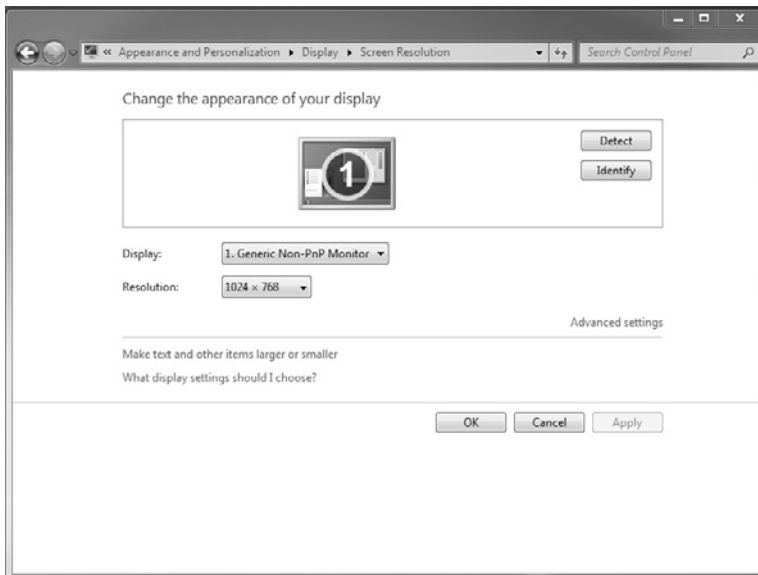 « Appearance and Personalization ▸ Display ▸ Screen Resolution Search Control Panel
Change the appearance of your display
1
Detect
Identify
Display: 1. Generic Non-PnP Monitor
Resolution: 1024 × 768
Advanced settings
Make text and other items larger or smaller
What display settings should I choose?
OK Cancel Apply